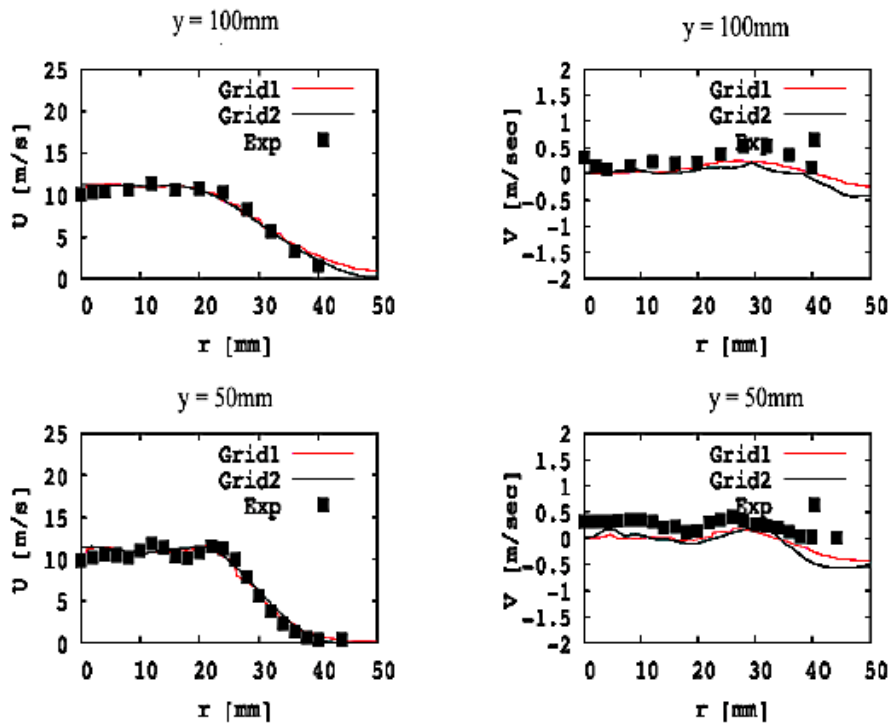 y = 100mm
25
20
15
10
5
0
U [m/s]
Grid1
Grid2
Exp
0 10 20 30 40 50
r [mm]
y = 100mm
2
1.5
1
0.5
0
-0.5
-1
-1.5
-2
V [m/sec]
Grid1
Grid2
Exp
0 10 20 30 40 50
r [mm]
y = 50mm
25
20
15
10
5
0
U [m/s]
Grid1
Grid2
Exp
0 10 20 30 40 50
r [mm]
y = 50mm
2
1.5
1
0.5
0
-0.5
-1
-1.5
-2
V [m/sec]
Grid1
Grid2
Exp
0 10 20 30 40 50
r [mm]